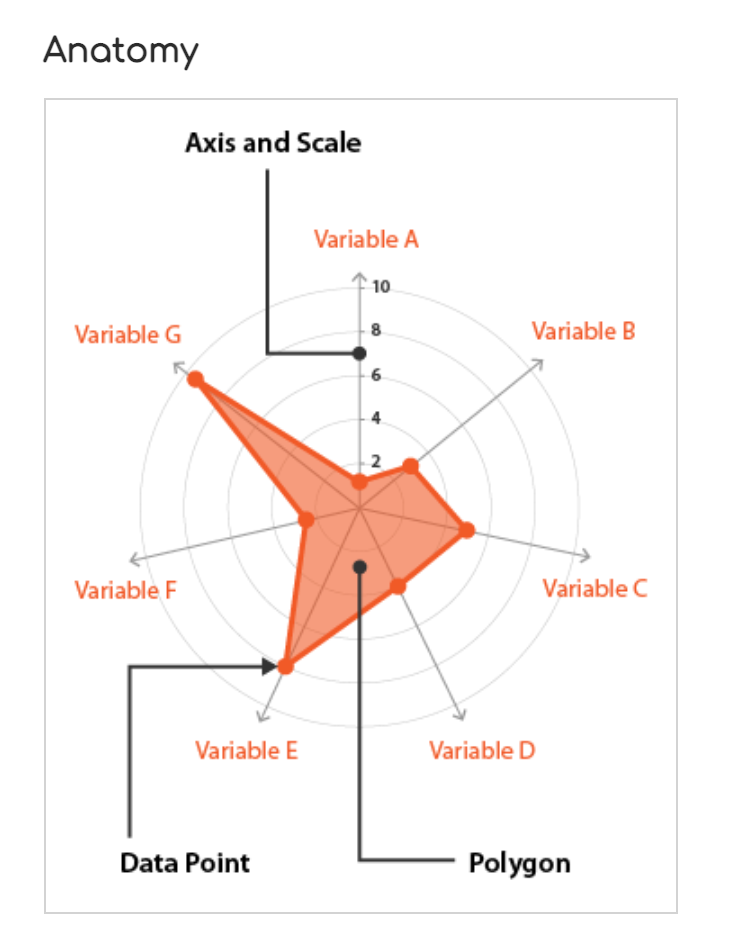 Anatomy
Axis and Scale
Variable A
10
Variable G
8
Variable B
6
4
2
Variable F
Variable C
Variable E
Variable D
Data Point
Polygon